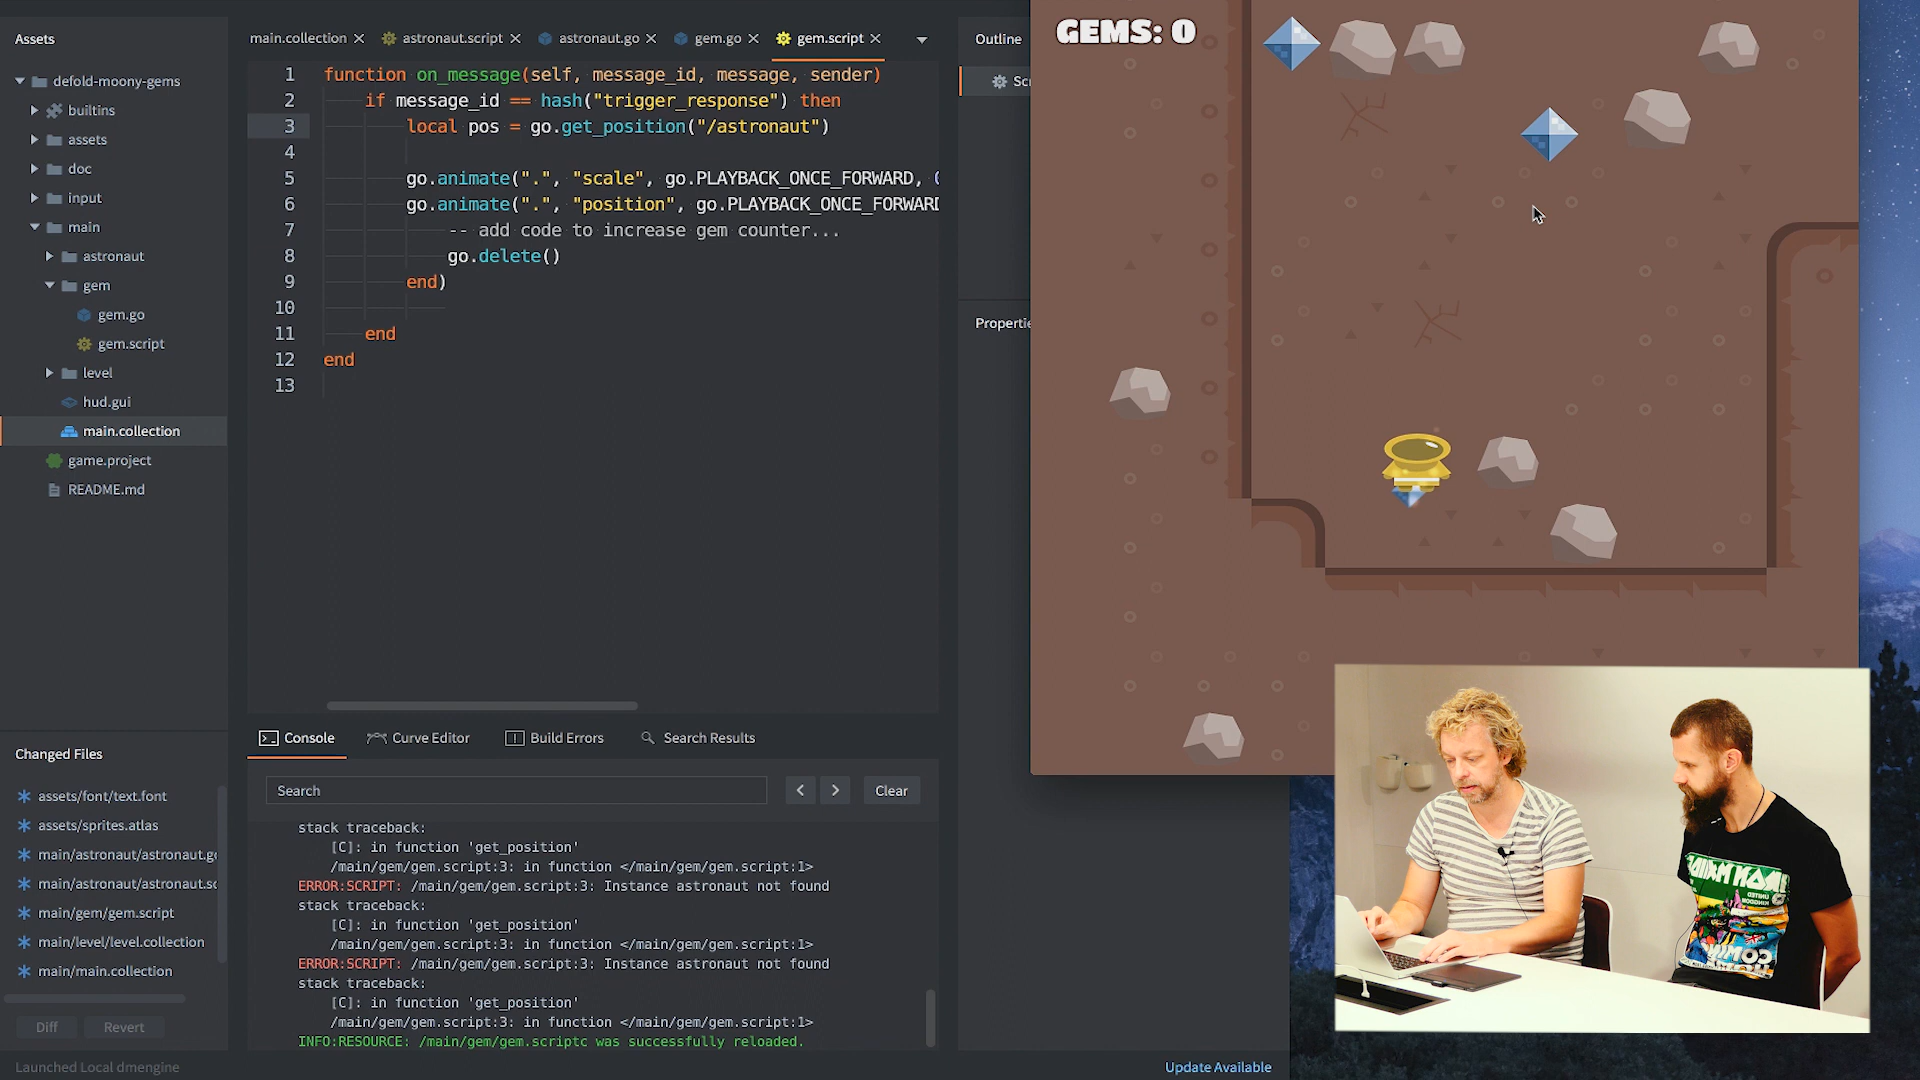 Assets
defold-moony-gems
builtins
assets
doc
input
main
astronaut
gem
gem.go
gem.script
level
hud.gui
main.collection
game.project
README.md
Changed Files
assets/font/text.font
assets/sprites.atlas
main/astronaut/astronaut.go
main/astronaut/astronaut.sc
main/gem/gem.script
main/level/level.collection
main/main.collection
Diff Revert
Launched Local dmengine
main.collection astronaut.script astronaut.go gem.go gem.script
1 function on_message(self, message_id, message, sender)
2 if message_id == hash("trigger_response") then
3 local pos = go.get_position("/astronaut")
4
5 go.animate(".", "scale", go.PLAYBACK_ONCE_FORWARD,
6 go.animate(".", "position", go.PLAYBACK_ONCE_FORWARD
7 -- add code to increase gem counter...
8 go.delete()
9 end)
10
11 end
12 end
13
Console Curve Editor Build Errors Search Results
Search Clear
stack traceback:
[C]: in function 'get_position'
/main/gem/gem.script:3: in function </main/gem/gem.script:1>
ERROR:SCRIPT: /main/gem/gem.script:3: Instance astronaut not found
stack traceback:
[C]: in function 'get_position'
/main/gem/gem.script:3: in function </main/gem/gem.script:1>
ERROR:SCRIPT: /main/gem/gem.script:3: Instance astronaut not found
stack traceback:
[C]: in function 'get_position'
/main/gem/gem.script:3: in function </main/gem/gem.script:1>
INFO:RESOURCE: /main/gem/gem.scriptc was successfully reloaded.
Outline
Scr
Propertie
Update Available
GEMS: 0